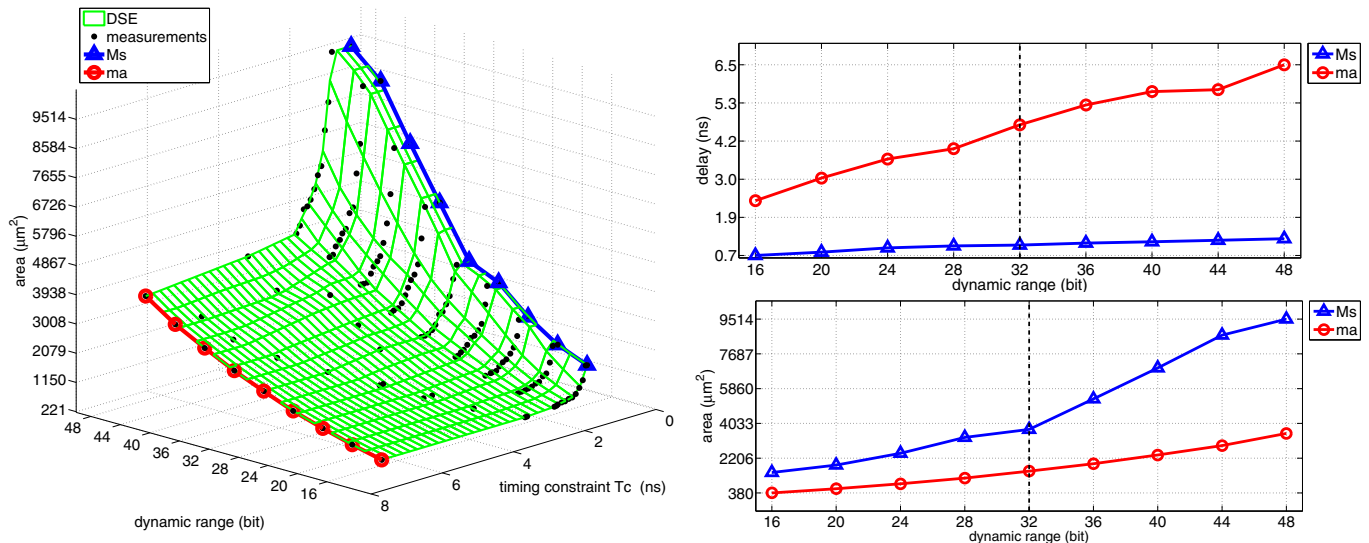 DSE
measurements
Ms
ma
9514
8584
7655
6726
5796
4867
3938
3008
2079
1150
221
area (μm²)
48
44
40
36
32
28
24
20
16
dynamic range (bit)
8
6
4
2
0
timing constraint Tc (ns)
Ms
ma
6.5
5.3
4.2
3.0
1.9
0.7
delay (ns)
16 20 24 28 32 36 40 44 48
dynamic range (bit)
Ms
ma
9514
7687
5860
4033
2206
380
area (μm²)
16 20 24 28 32 36 40 44 48
dynamic range (bit)